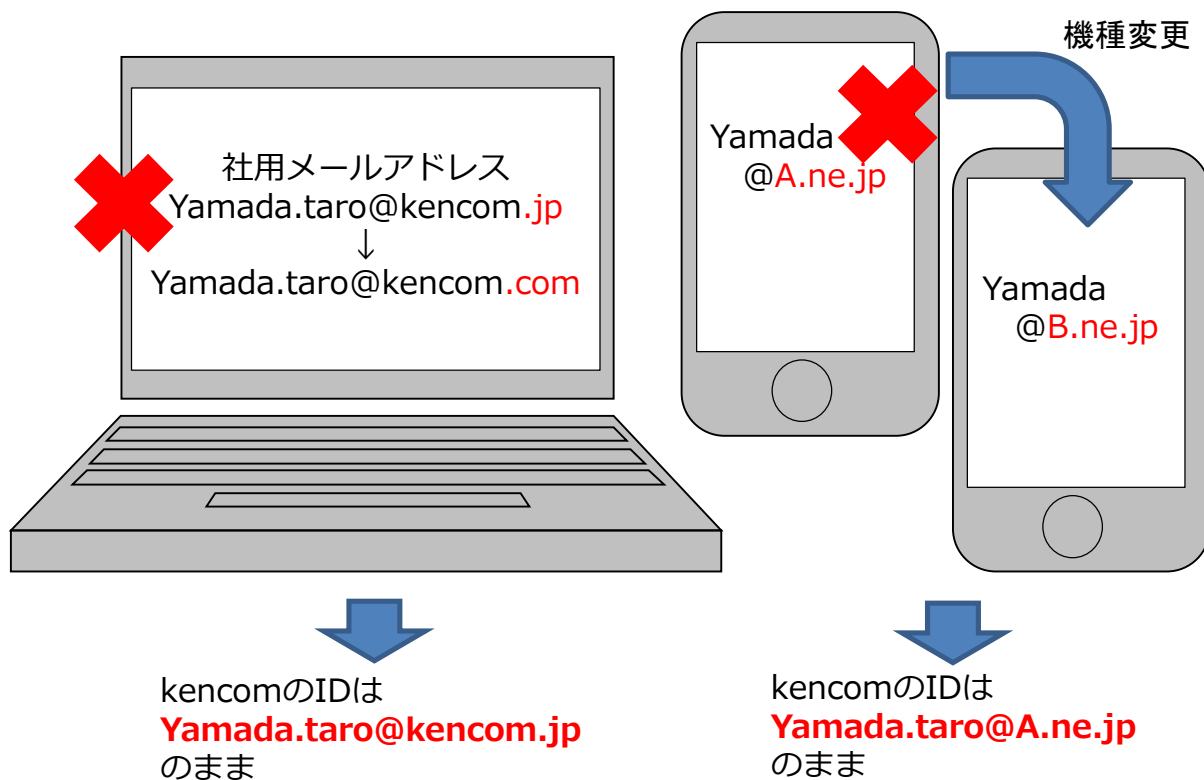 社用メールアドレス
Yamada.taro@kencom.jp
↓
Yamada.taro@kencom.com
機種変更
Yamada
@A.ne.jp
Yamada
@B.ne.jp
kencomのIDは
Yamada.taro@kencom.jp
のまま
kencomのIDは
Yamada.taro@A.ne.jp
のまま